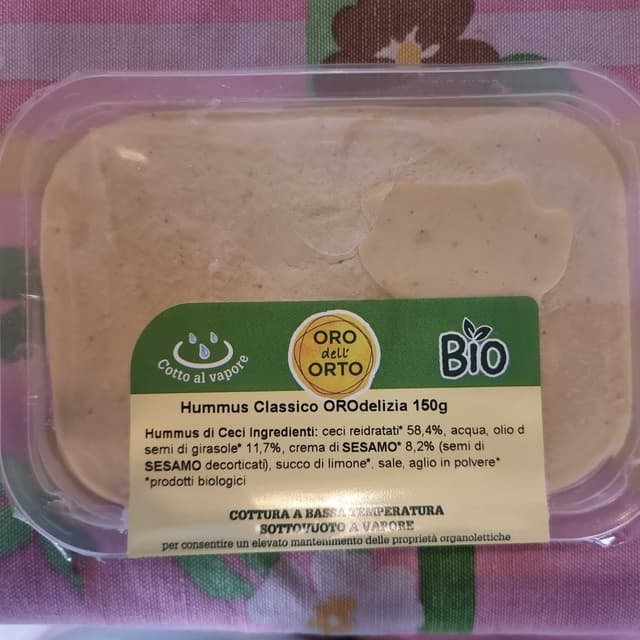 Cotto al vapore
ORO
dell'
ORTO
BIO
Hummus Classico OROdelizia 150g
Hummus di Ceci Ingredienti: ceci reidratati* 58,4%, acqua, olio d
semi di girasole* 11,7%, crema di SESAMO* 8,2% (semi di
SESAMO decorticati), succo di limone*, sale, aglio in polvere*
*prodotti biologici
COTTURA A BASSA TEMPERATURA
SOTTOVUOTO A VAPORE
per consentire un elevato mantenimento delle proprietà organolettiche